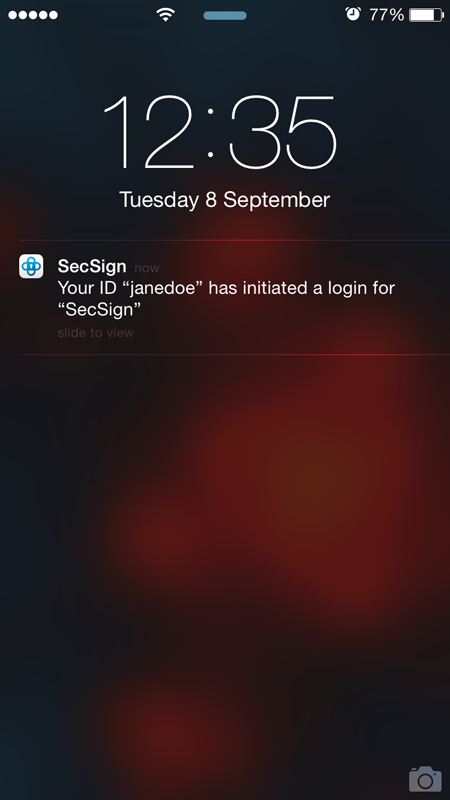 77%
12:35
Tuesday 8 September
SecSign now
Your ID “janedoe” has initiated a login for
“SecSign”
slide to view